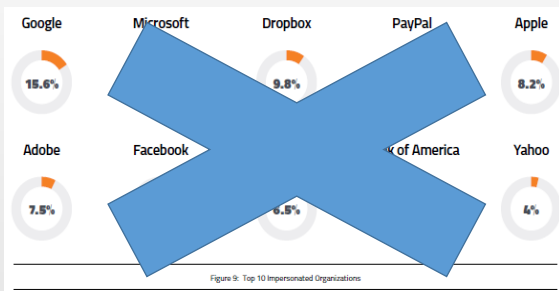 Google Microsoft Dropbox PayPal Apple
15.6% 9.8% 8.2%
Adobe Facebook of America Yahoo
7.5% 6.5% 4%
Figure 9: Top 10 Impersonated Organizations